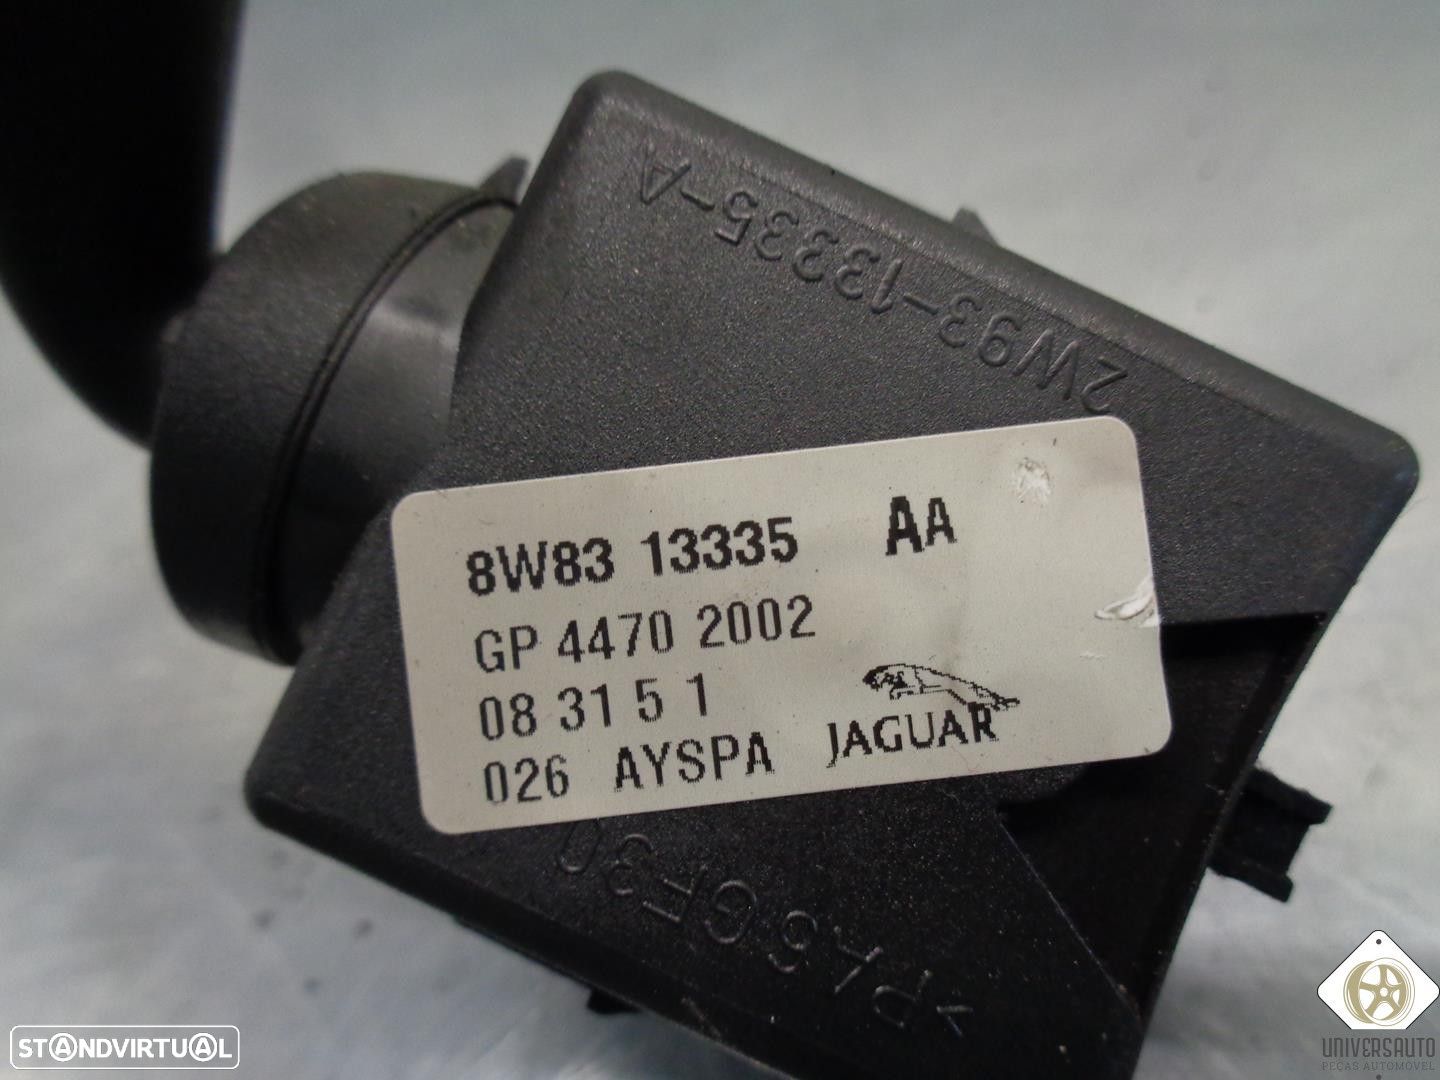 2W93-13335-A
8W83 13335 AA
GP 4470 2002
08 31 5 1
026 AYSPA JAGUAR
>PA6GF30
STANDVIRTUAL
UNIVERSAUTO
PEÇAS AUTOMÓVEL